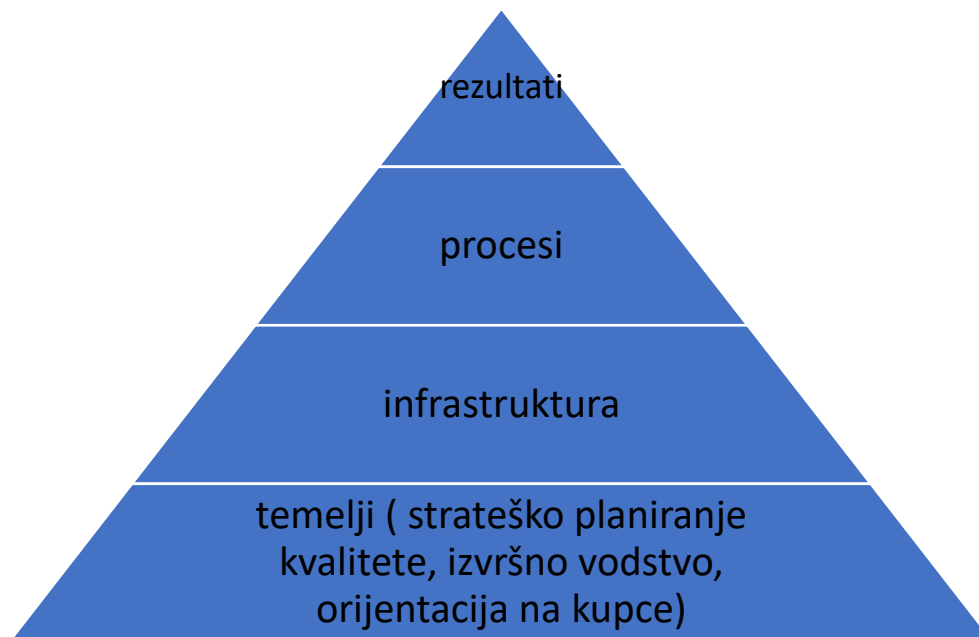 rezultati
procesi
infrastruktura
temelji ( strateško planiranje
kvalitete, izvršno vodstvo,
orijentacija na kupce)